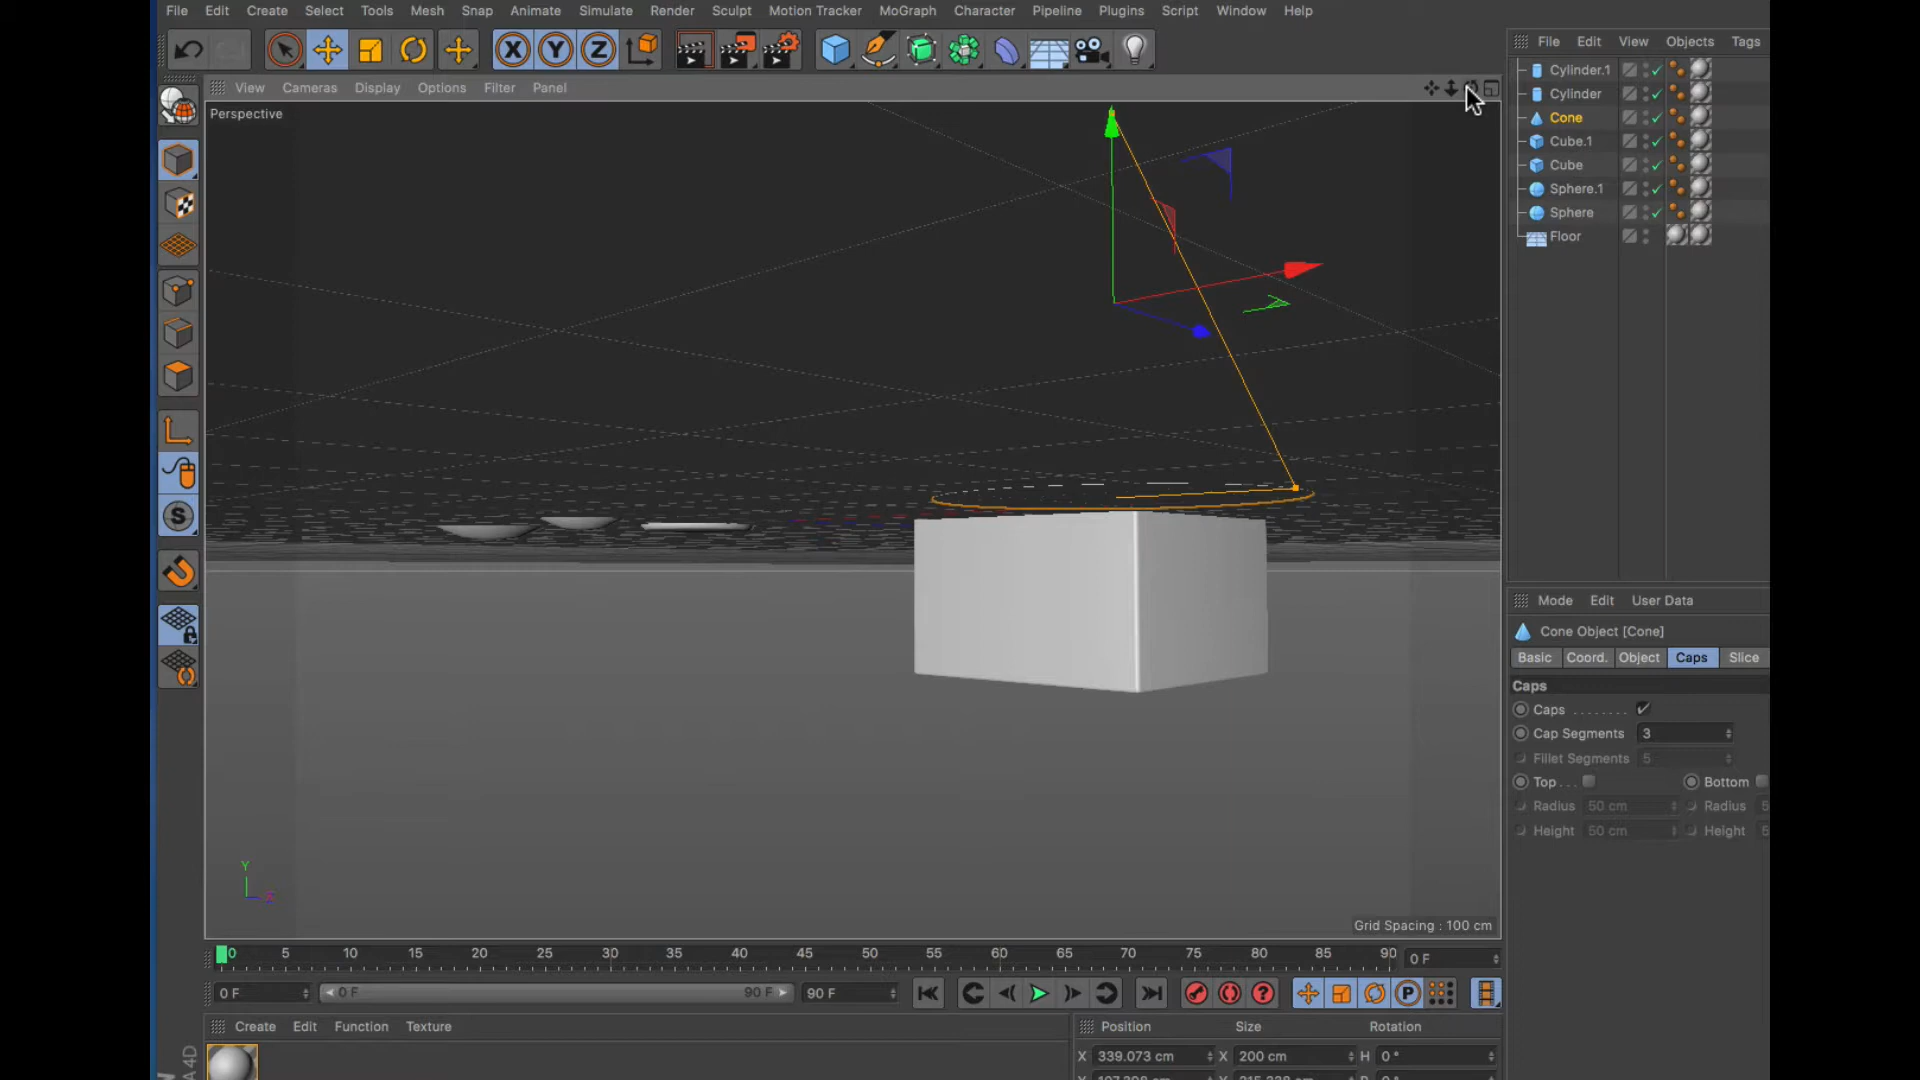 File Edit Create Select Tools Mesh Snap Animate Simulate Render Sculpt Motion Tracker MoGraph Character Pipeline Plugins Script Window Help
File Edit View Objects Tags
View Cameras Display Options Filter Panel
Perspective
Cylinder.1
Cylinder
Cone
Cube.1
Cube
Sphere.1
Sphere
Floor
Mode Edit User Data
Cone Object [Cone]
Basic Coord. Object Caps Slice
Caps
Caps
Cap Segments 3
Fillet Segments 5
Top Bottom
Radius 50 cm Radius 5
Height 50 cm Height 5
Y
Grid Spacing : 100 cm
0 5 10 15 20 25 30 35 40 45 50 55 60 65 70 75 80 85 90 0 F
0 F 0 F 90 F 90 F
Create Edit Function Texture
Position Size Rotation
X 339.073 cm X 200 cm H 0 °
A 4D